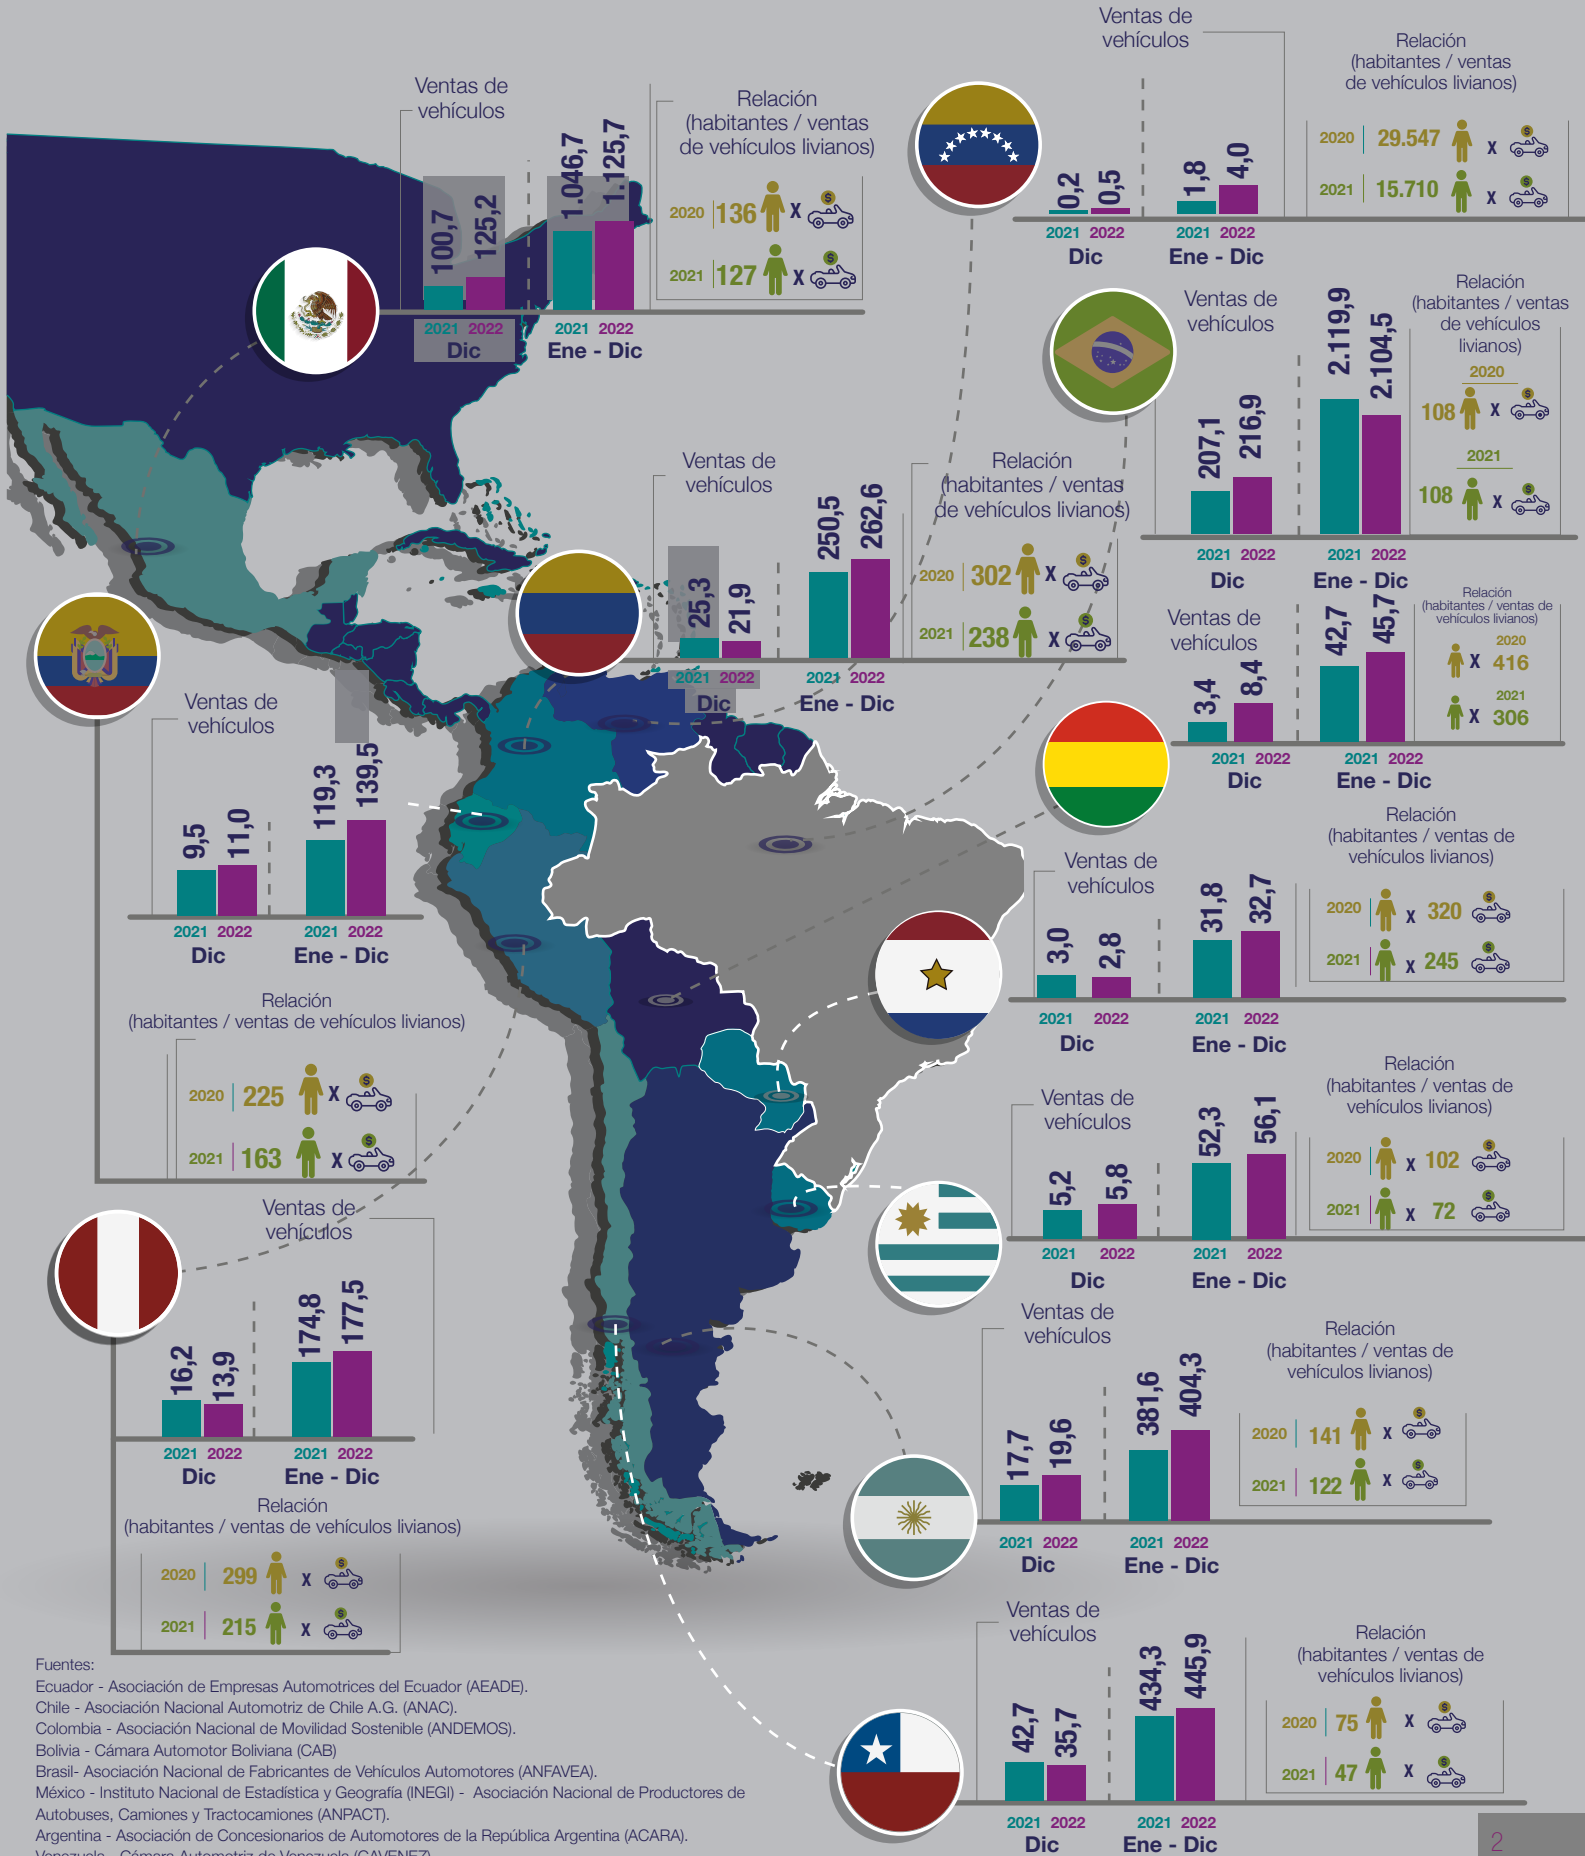 Ventas de
vehículos
100,7
125,2
1.046,7
1.125,7
2021 2022
Dic
2021 2022
Ene - Dic
Relación
(habitantes / ventas
de vehículos livianos)
2020 136 X $
2021 127 X $
Ventas de
vehículos
0,2
0,5
1,8
4,0
2021 2022
Dic
2021 2022
Ene - Dic
Relación
(habitantes / ventas
de vehículos livianos)
2020 29.547 X $
2021 15.710 X $
Ventas de
vehículos
207,1
216,9
2.119,9
2.104,5
2021 2022
Dic
2021 2022
Ene - Dic
Relación
(habitantes / ventas
de vehículos
livianos)
2020
108 X $
2021
108 X $
Ventas de
vehículos
25,3
21,9
250,5
262,6
2021 2022
Dic
2021 2022
Ene - Dic
Relación
(habitantes / ventas
de vehículos livianos)
2020 302 X $
2021 238 X $
Ventas de
vehículos
3,4
8,4
42,7
45,7
2021 2022
Dic
2021 2022
Ene - Dic
Relación
(habitantes / ventas de
vehículos livianos)
2020
X 416
2021
X 306
Ventas de
vehículos
9,5
11,0
119,3
139,5
2021 2022
Dic
2021 2022
Ene - Dic
Relación
(habitantes / ventas de vehículos livianos)
2020 225 X $
2021 163 X $
Ventas de
vehículos
3,0
2,8
31,8
32,7
2021 2022
Dic
2021 2022
Ene - Dic
Relación
(habitantes / ventas de
vehículos livianos)
2020 X 320 $
2021 X 245 $
Ventas de
vehículos
5,2
5,8
52,3
56,1
2021 2022
Dic
2021 2022
Ene - Dic
Relación
(habitantes / ventas de
vehículos livianos)
2020 X 102 $
2021 X 72 $
Ventas de
vehículos
16,2
13,9
174,8
177,5
2021 2022
Dic
2021 2022
Ene - Dic
Relación
(habitantes / ventas de vehículos livianos)
2020 299 X $
2021 215 X $
Ventas de
vehículos
17,7
19,6
381,6
404,3
2021 2022
Dic
2021 2022
Ene - Dic
Relación
(habitantes / ventas de
vehículos livianos)
2020 141 X $
2021 122 X $
Ventas de
vehículos
42,7
35,7
434,3
445,9
2021 2022
Dic
2021 2022
Ene - Dic
Relación
(habitantes / ventas de
vehículos livianos)
2020 75 X $
2021 47 X $
Fuentes:
Ecuador - Asociación de Empresas Automotrices del Ecuador (AEADE).
Chile - Asociación Nacional Automotriz de Chile A.G. (ANAC).
Colombia - Asociación Nacional de Movilidad Sostenible (ANDEMOS).
Bolivia - Cámara Automotor Boliviana (CAB)
Brasil- Asociación Nacional de Fabricantes de Vehículos Automotores (ANFAVEA).
México - Instituto Nacional de Estadística y Geografía (INEGI) - Asociación Nacional de Productores de
Autobuses, Camiones y Tractocamiones (ANPACT).
Argentina - Asociación de Concesionarios de Automotores de la República Argentina (ACARA).
Venezuela - Cámara Automotriz de Venezuela (CAVENEZ)
2